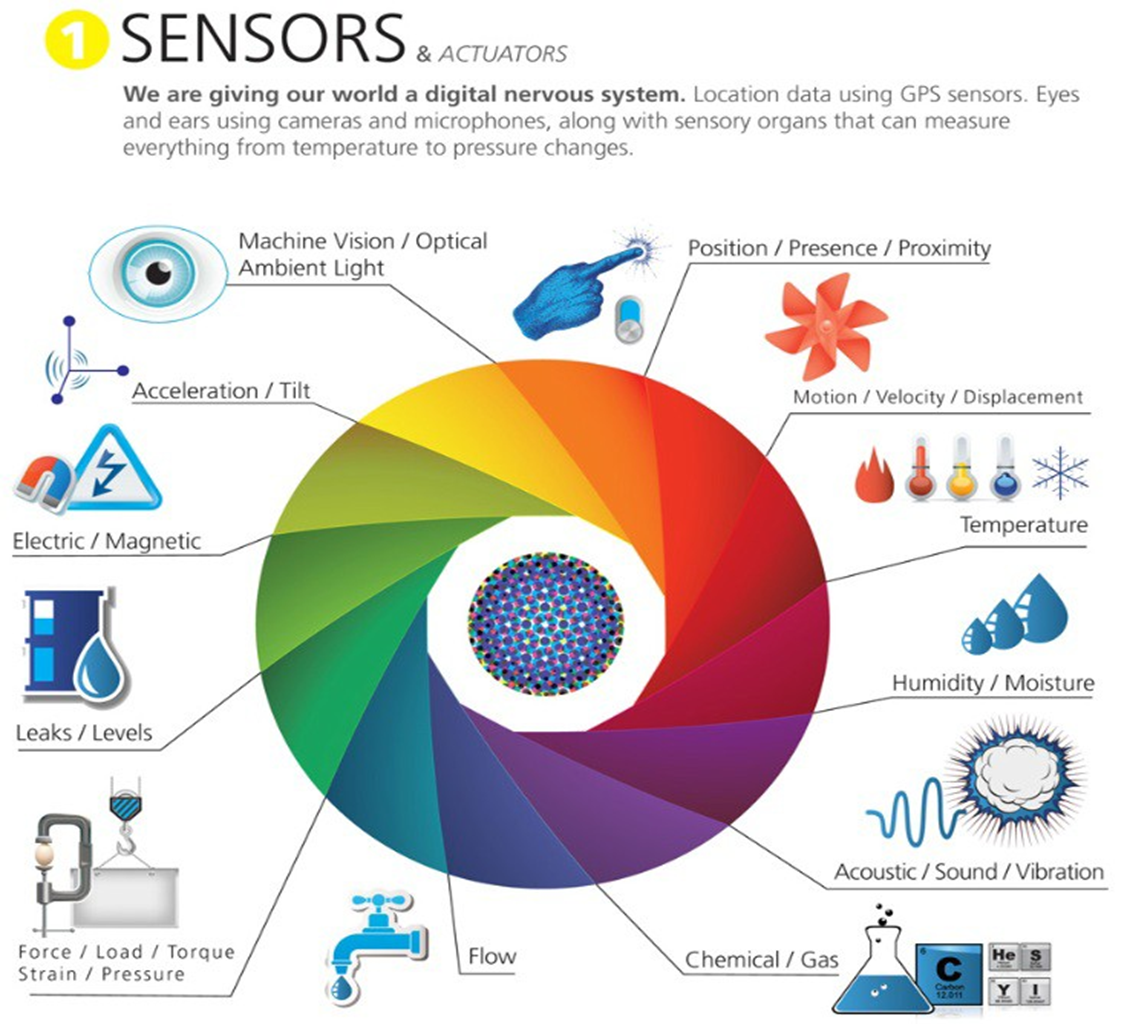 1 SENSORS & ACTUATORS
We are giving our world a digital nervous system. Location data using GPS sensors. Eyes
and ears using cameras and microphones, along with sensory organs that can measure
everything from temperature to pressure changes.
Machine Vision / Optical
Ambient Light
Position / Presence / Proximity
Acceleration / Tilt
Motion / Velocity / Displacement
Electric / Magnetic
Temperature
Leaks / Levels
Humidity / Moisture
Force / Load / Torque
Strain / Pressure
Acoustic / Sound / Vibration
Flow
Chemical / Gas
C
Carbon
12.011
He S
Y I